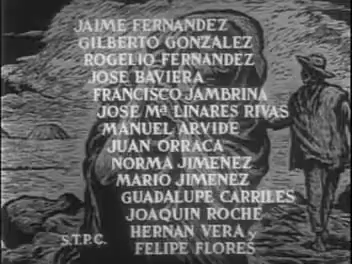 JAIME FERNANDEZ
GILBERTO GONZALEZ
ROGELIO FERNANDEZ
JOSE BAVIERA
FRANCISCO JAMBRINA
JOSE Mª LINARES RIVAS
MANUEL ARVIDE
JUAN ORRACA
NORMA JIMENEZ
MARIO JIMENEZ
GUADALUPE CARRILES
JOAQUIN ROCHE
HERNAN VERA y
S.T.P.C. FELIPE FLORES